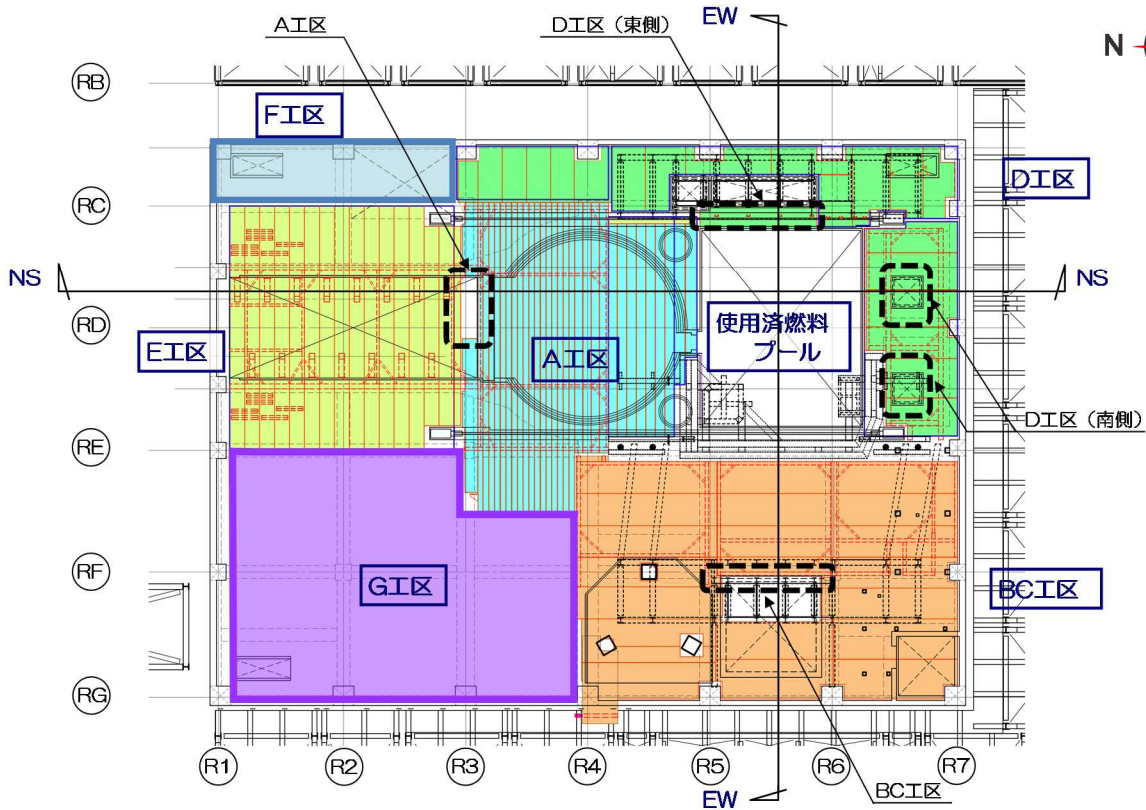 EW
A工区
D工区（東側）
N
RB
F工区
D工区
RC
NS
NS
RD
使用済燃料
プール
E工区
A工区
D工区（南側）
RE
RF
G工区
BC工区
RG
R1
R2
R3
R4
R5
R6
R7
EW
BC工区